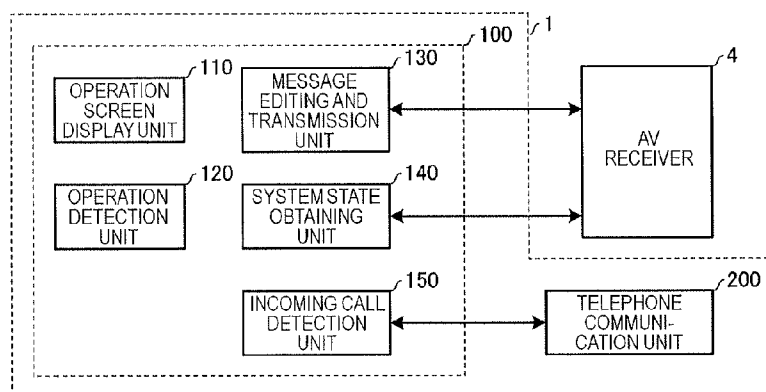 100
1
110
OPERATION
SCREEN
DISPLAY UNIT
130
MESSAGE
EDITING AND
TRANSMISSION
UNIT
4
AV
RECEIVER
120
OPERATION
DETECTION
UNIT
140
SYSTEM STATE
OBTAINING
UNIT
150
INCOMING CALL
DETECTION
UNIT
200
TELEPHONE
COMMUNI-
CATION UNIT